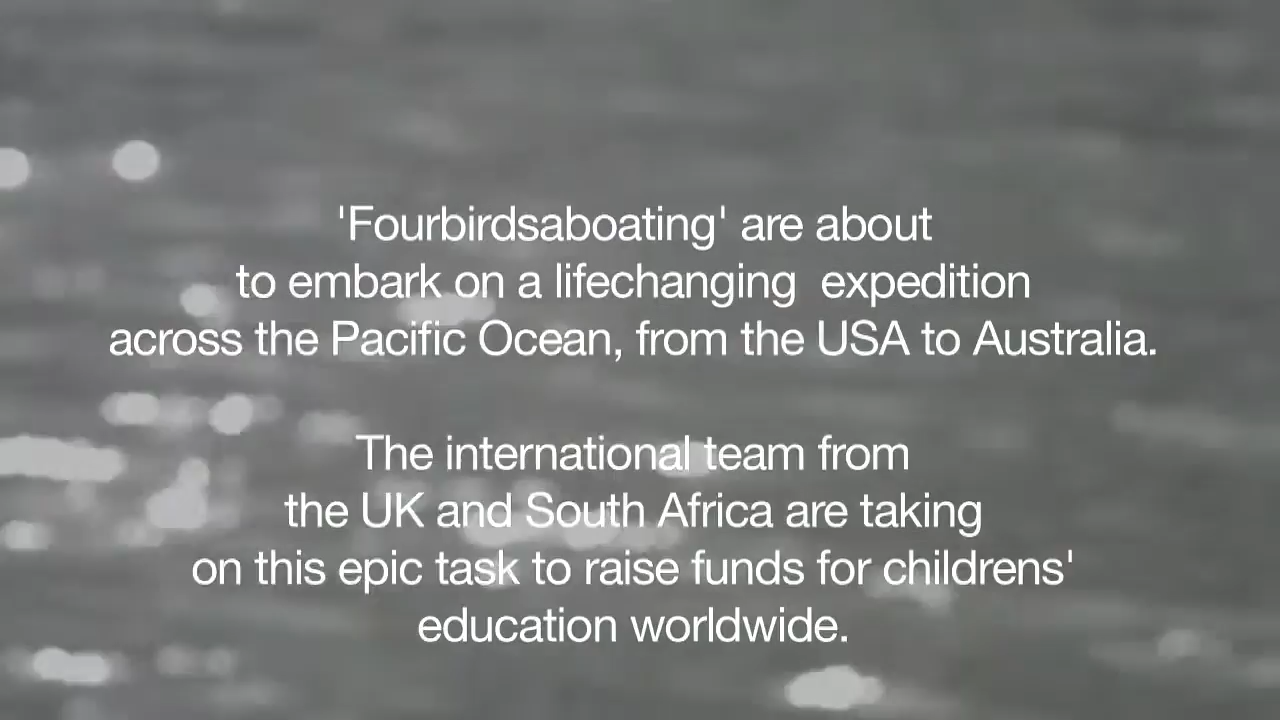 'Fourbirdsaboating' are about
to embark on a lifechanging  expedition
across the Pacific Ocean, from the USA to Australia.
The international team from
the UK and South Africa are taking
on this epic task to raise funds for childrens'
education worldwide.